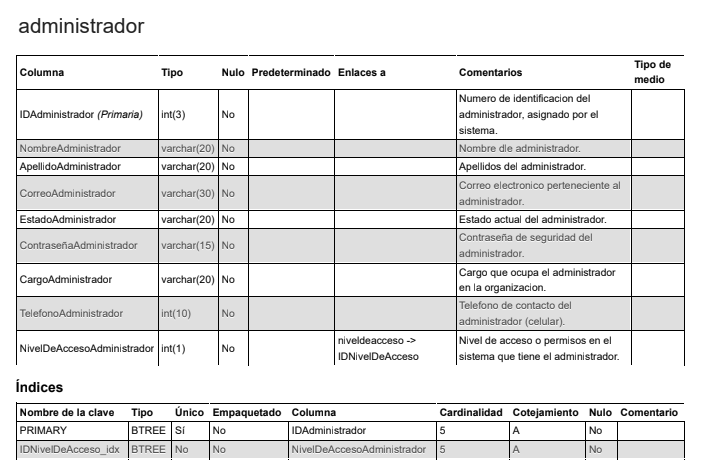 administrador
Columna Tipo Nulo Predeterminado Enlaces a Comentarios Tipo de medio
IDAdministrador (Primaria) int(3) No Numero de identificacion del administrador, asignado por el sistema.
NombreAdministrador varchar(20) No Nombre dle administrador.
ApellidoAdministrador varchar(20) No Apellidos del administrador.
CorreoAdministrador varchar(30) No Correo electronico perteneciente al administrador.
EstadoAdministrador varchar(20) No Estado actual del administrador.
ContraseñaAdministrador varchar(15) No Contraseña de seguridad del administrador.
CargoAdministrador varchar(20) No Cargo que ocupa el administrador en la organizacion.
TelefonoAdministrador int(10) No Telefono de contacto del administrador (celular).
NivelDeAccesoAdministrador int(1) No niveldeacceso -> IDNivelDeAcceso Nivel de acceso o permisos en el sistema que tiene el administrador.
Índices
Nombre de la clave Tipo Único Empaquetado Columna Cardinalidad Cotejamiento Nulo Comentario
PRIMARY BTREE Sí No IDAdministrador 5 A No
IDNivelDeAcceso_idx BTREE No No NivelDeAccesoAdministrador 5 A No